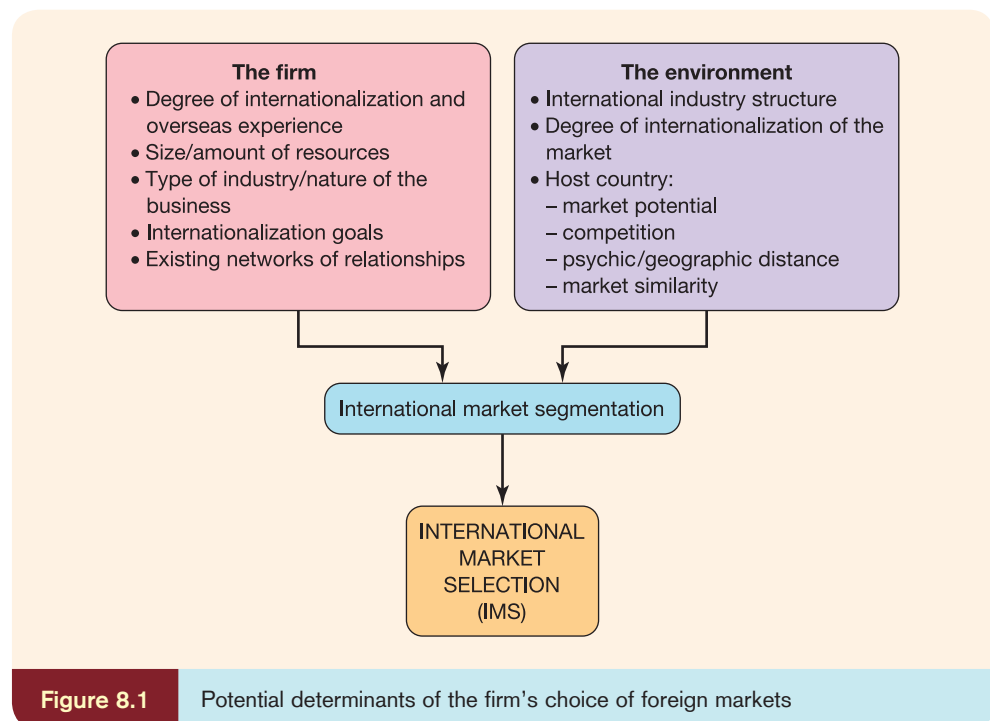 The firm
• Degree of internationalization and
overseas experience
• Size/amount of resources
• Type of industry/nature of the
business
• Internationalization goals
• Existing networks of relationships
The environment
• International industry structure
• Degree of internationalization of the
market
• Host country:
– market potential
– competition
– psychic/geographic distance
– market similarity
International market segmentation
INTERNATIONAL
MARKET
SELECTION
(IMS)
Figure 8.1 Potential determinants of the firm's choice of foreign markets